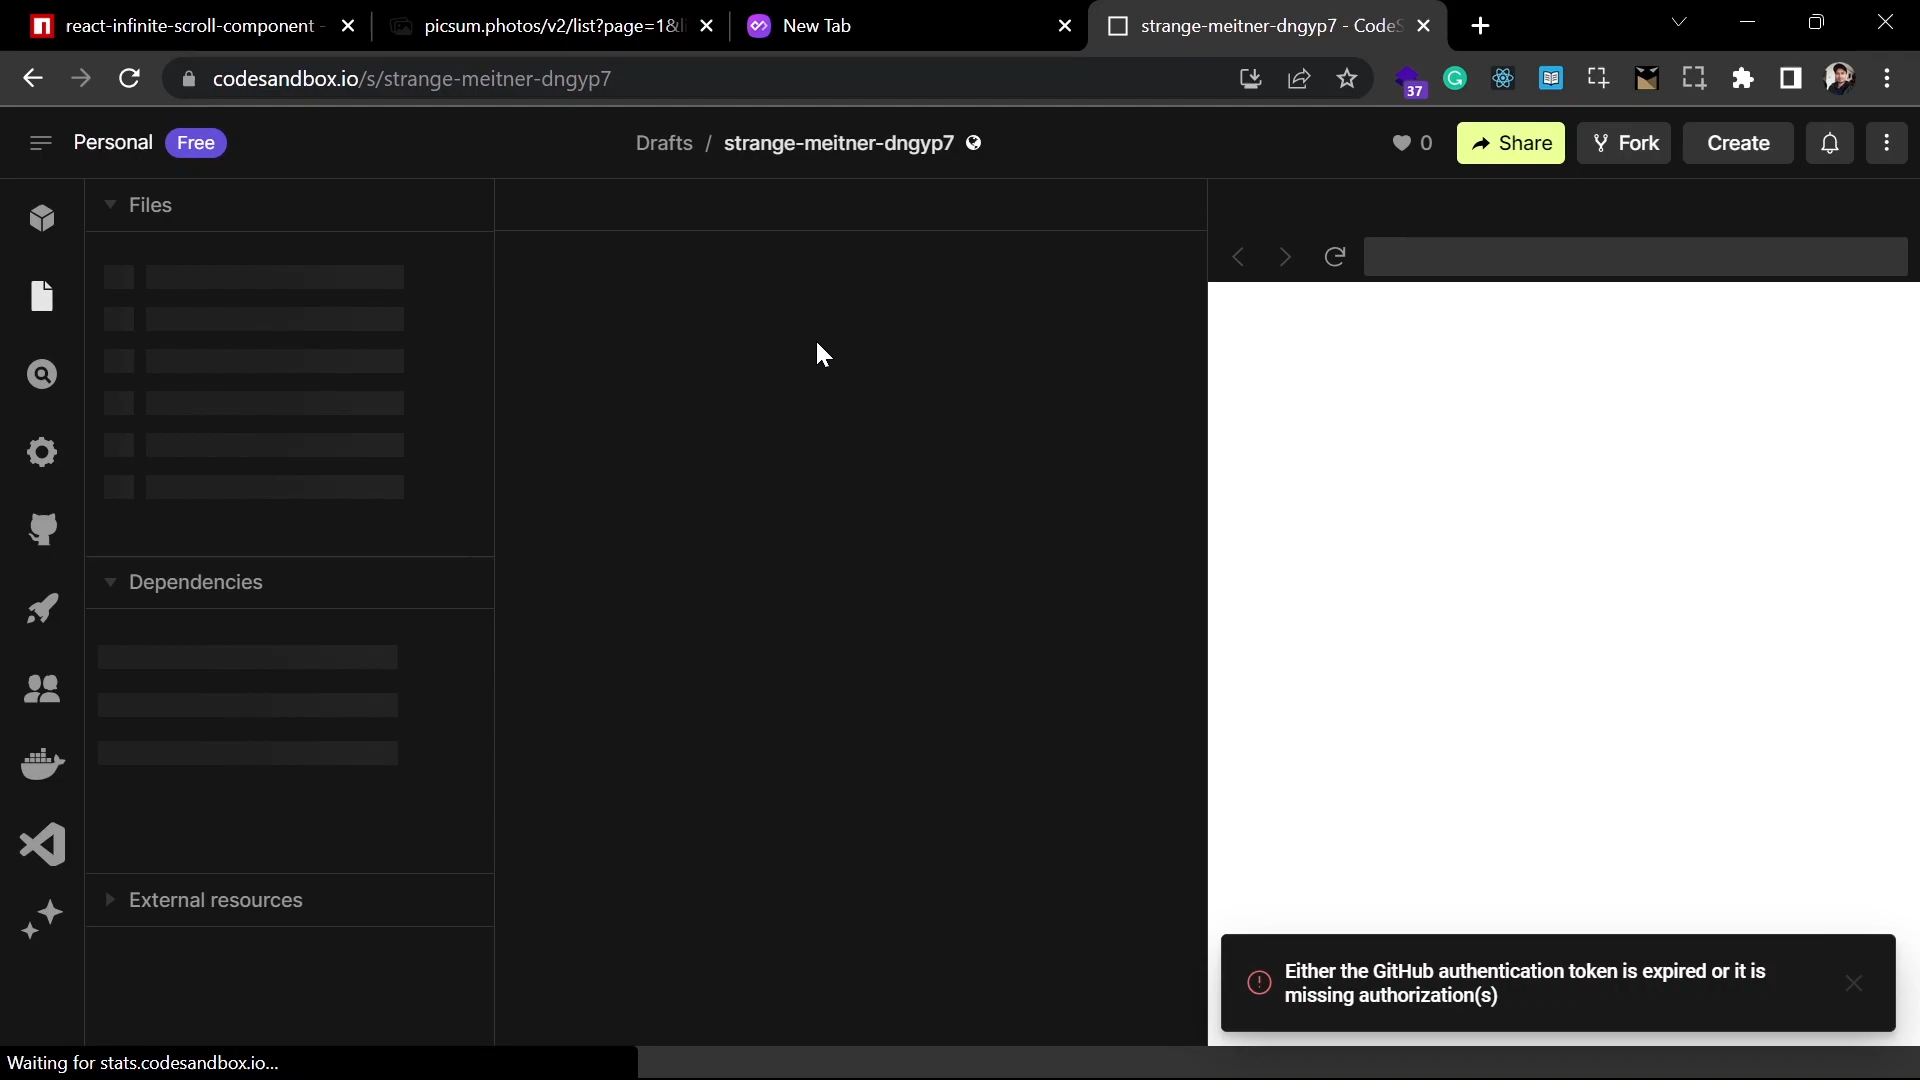 react-infinite-scroll-component -
picsum.photos/v2/list?page=1&li
New Tab
strange-meitner-dngyp7 - CodeS
codesandbox.io/s/strange-meitner-dngyp7
37
Personal Free
Drafts / strange-meitner-dngyp7
0
Share
Fork
Create
Files
Dependencies
External resources
Either the GitHub authentication token is expired or it is
missing authorization(s)
Waiting for stats.codesandbox.io...